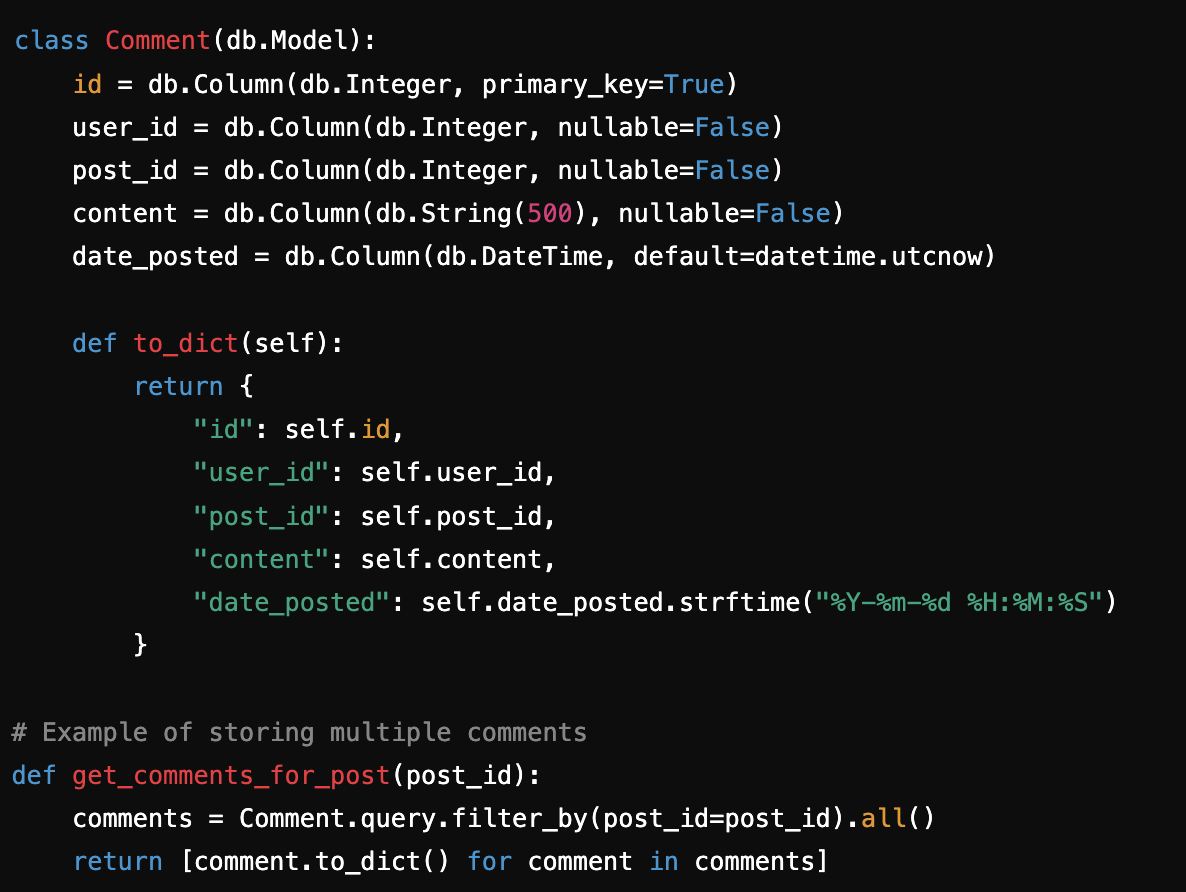 class Comment(db.Model):
    id = db.Column(db.Integer, primary_key=True)
    user_id = db.Column(db.Integer, nullable=False)
    post_id = db.Column(db.Integer, nullable=False)
    content = db.Column(db.String(500), nullable=False)
    date_posted = db.Column(db.DateTime, default=datetime.utcnow)

    def to_dict(self):
        return {
            "id": self.id,
            "user_id": self.user_id,
            "post_id": self.post_id,
            "content": self.content,
            "date_posted": self.date_posted.strftime("%Y-%m-%d %H:%M:%S")
        }

# Example of storing multiple comments
def get_comments_for_post(post_id):
    comments = Comment.query.filter_by(post_id=post_id).all()
    return [comment.to_dict() for comment in comments]